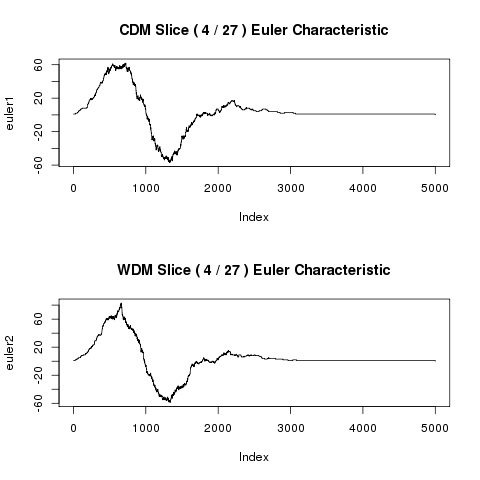 CDM Slice ( 4 / 27 ) Euler Characteristic
euler1
60
20
-20
-60
0 1000 2000 3000 4000 5000
Index
WDM Slice ( 4 / 27 ) Euler Characteristic
euler2
60
20
-20
-60
0 1000 2000 3000 4000 5000
Index